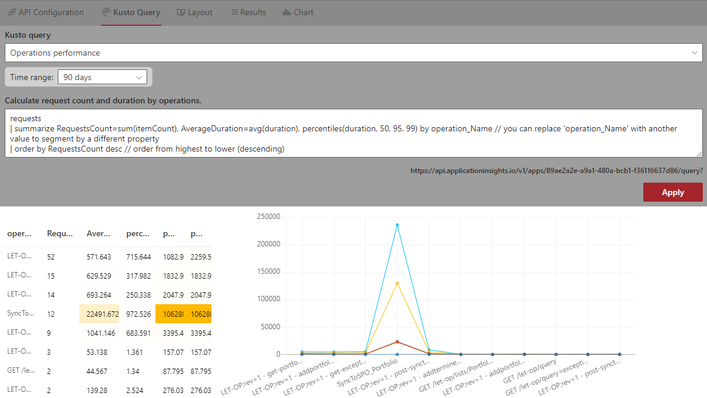 API Configuration Kusto Query Layout Results Chart
Kusto query
Operations performance
Time range: 90 days
Calculate request count and duration by operations.
requests
| summarize RequestsCount=sum(itemCount), AverageDuration=avg(duration), percentiles(duration, 50, 95, 99) by operation_Name // you can replace 'operation_Name' with another
value to segment by a different property
| order by RequestsCount desc // order from highest to lower (descending)
https://api.applicationinsights.io/v1/apps/89ae2a2e-a9a1-480a-bcb1-f36116637d86/query?
Apply
oper... Requ... Aver... perc... p... p...
LET-O... 52 571.643 715.644 1082.9 2259.5
LET-O... 15 629.529 317.982 1832.9 1832.9
LET-O... 14 693.264 250.338 2047.9 2047.9
SyncTo... 12 22491.672 972.526 10628 10628
LET-O... 9 1041.146 683.591 3395.4 3395.4
LET-O... 3 53.138 1.361 157.07 157.07
GET /le... 2 44.567 1.34 87.795 87.795
LET-O... 2 139.28 2.524 276.03 276.03
250000
200000
150000
100000
50000
0
LET-OP;rev=1 - get-portfo...
LET-OP;rev=1 - addportfol...
LET-OP;rev=1 - get-except...
SyncToSPO_Portfolio
LET-OP;rev=1 - post-synct...
LET-OP;rev=1 - addtermine...
GET /let-op/lists/Portfol...
LET-OP;rev=1 - addportfol...
GET /let-op/query
GET /let-op/query=excepti...
LET-OP;rev=1 - post-synct...